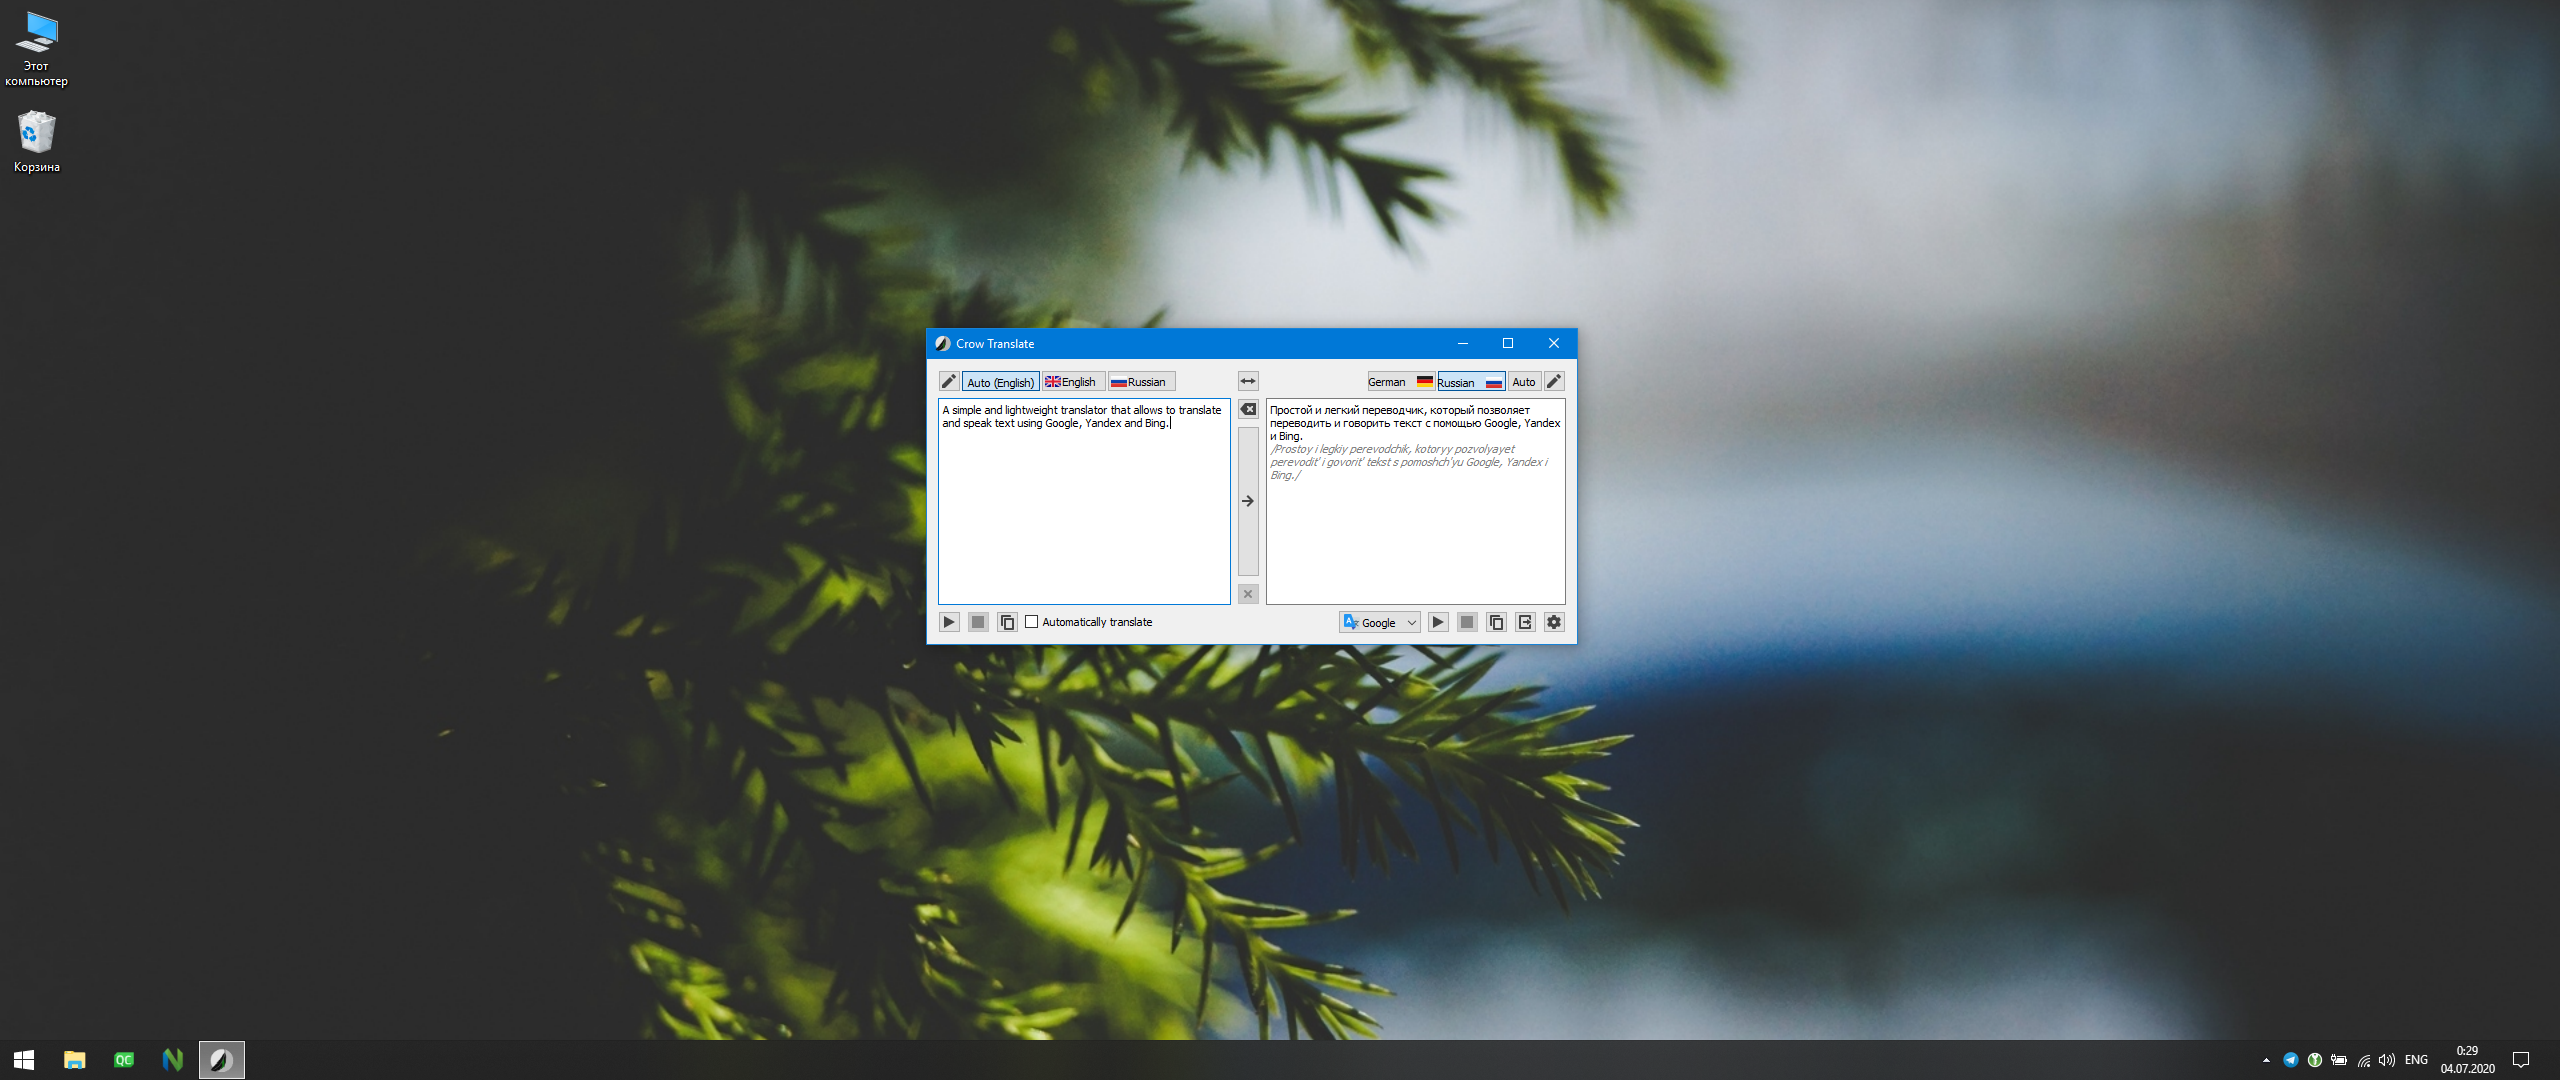 Этот
компьютер
Корзина
Crow Translate
Auto (English) English Russian German Russian Auto
A simple and lightweight translator that allows to translate
and speak text using Google, Yandex and Bing.
Простой и легкий переводчик, который позволяет
переводить и говорить текст с помощью Google, Yandex
и Bing.
/Prostoy i legkiy perevodchik, kotoryy pozvolyayet
perevodit' i govorit' tekst s pomoshch'yu Google, Yandex i
Bing./
Automatically translate
Google
QC
ENG
0:29
04.07.2020